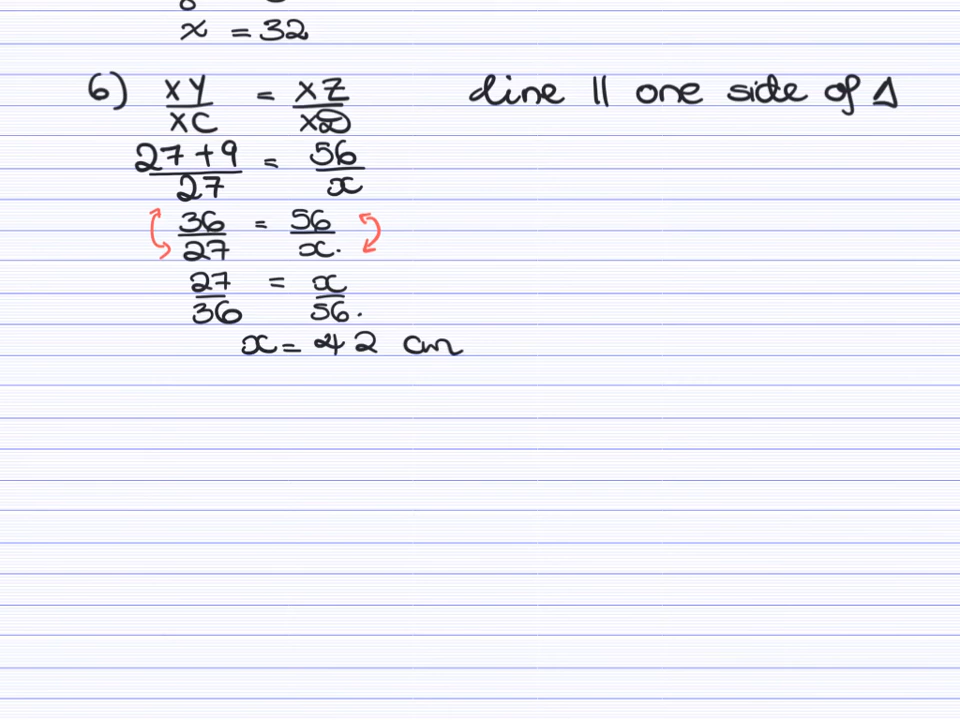 x = 32
6) XY/XC = XZ/X line || one side of Δ
27 + 9/27 = 56/x
36/27 = 56/x.
27/36 = x/56.
x = 42 cm